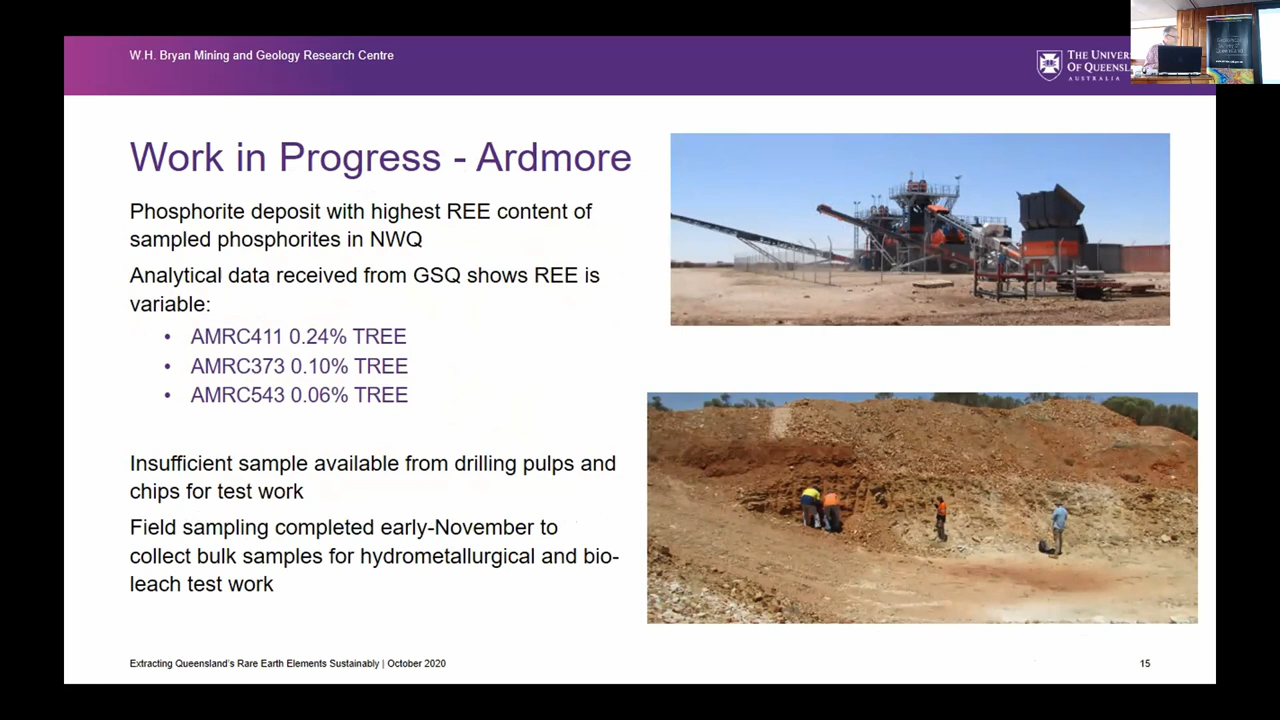 W.H. Bryan Mining and Geology Research Centre
THE UNIVER
OF QUEENSL
AUSTRALIA
Work in Progress - Ardmore
Phosphorite deposit with highest REE content of
sampled phosphorites in NWQ
Analytical data received from GSQ shows REE is
variable:
• AMRC411 0.24% TREE
• AMRC373 0.10% TREE
• AMRC543 0.06% TREE
Insufficient sample available from drilling pulps and
chips for test work
Field sampling completed early-November to
collect bulk samples for hydrometallurgical and bio-
leach test work
Extracting Queensland's Rare Earth Elements Sustainably | October 2020
15